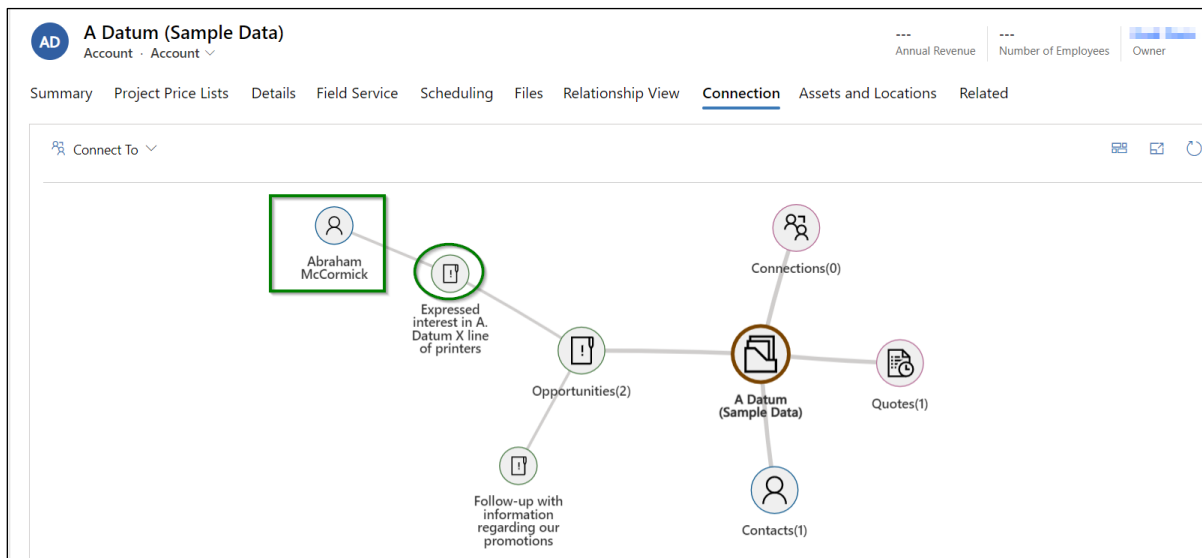 AD
A Datum (Sample Data)
Account · Account
---
Annual Revenue
---
Number of Employees
Owner
Summary Project Price Lists Details Field Service Scheduling Files Relationship View Connection Assets and Locations Related
Connect To
Abraham
McCormick
Expressed
interest in A.
Datum X line
of printers
Connections(0)
Opportunities(2)
A Datum
(Sample Data)
Quotes(1)
Follow-up with
information
regarding our
promotions
Contacts(1)